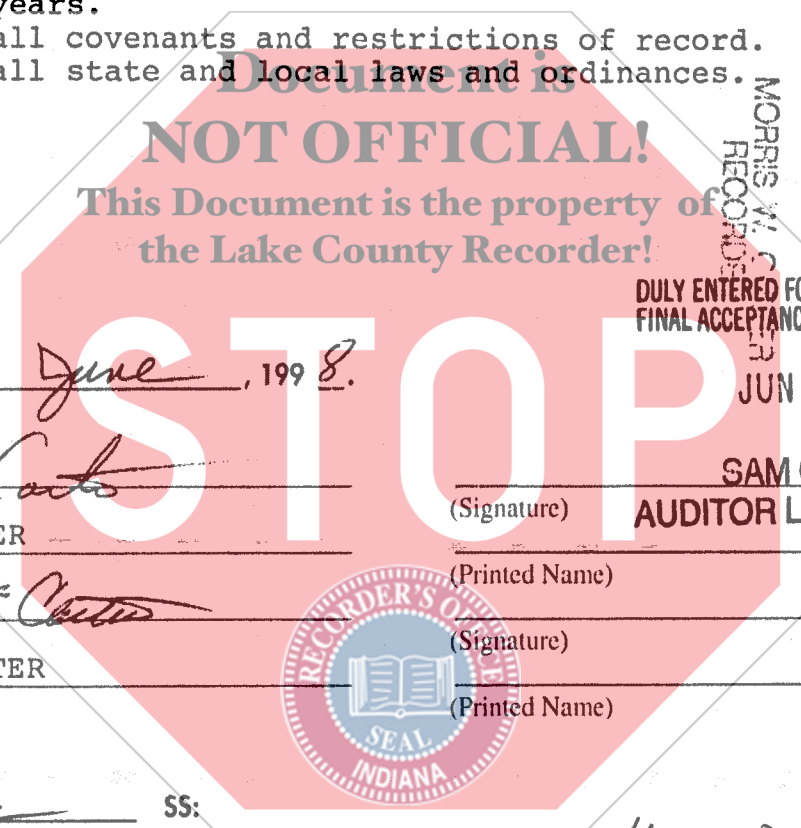 years.
all covenants and restrictions of record.
all state and local laws and ordinances.
Document is
NOT OFFICIAL!
This Document is the property of
the Lake County Recorder!
MORRIS W. C
RECORDER
DULY ENTERED FO
FINAL ACCEPTANC
June, 1998.
JUN
STOP
Carter
SAM
(Signature)
AUDITOR L
ER
(Printed Name)
Carter
(Signature)
TER
(Printed Name)
RECORDER'S OFFICE
SEAL
INDIANA
SS: